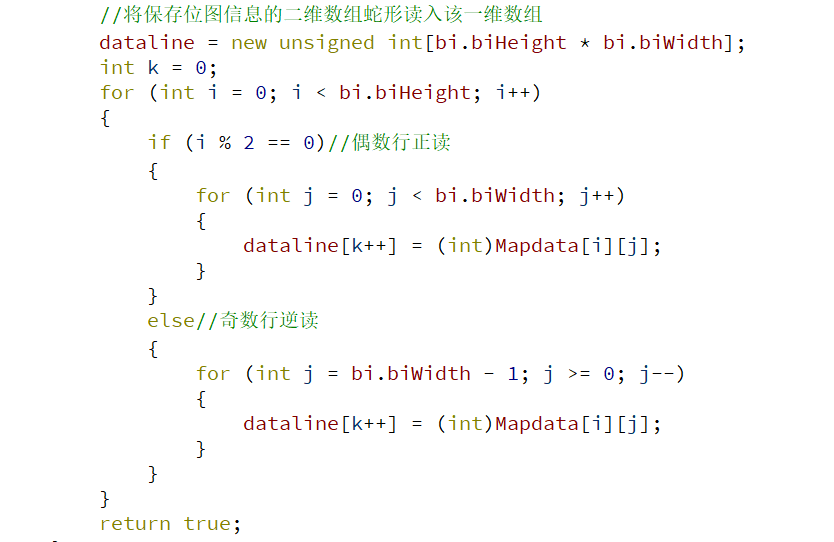 //将保存位图信息的二维数组蛇形读入该一维数组
dataline = new unsigned int[bi.biHeight * bi.biWidth];
int k = 0;
for (int i = 0; i < bi.biHeight; i++)
{
if (i % 2 == 0)//偶数行正读
{
for (int j = 0; j < bi.biWidth; j++)
{
dataline[k++] = (int)Mapdata[i][j];
}
}
else//奇数行逆读
{
for (int j = bi.biWidth - 1; j >= 0; j--)
{
dataline[k++] = (int)Mapdata[i][j];
}
}
}
return true;